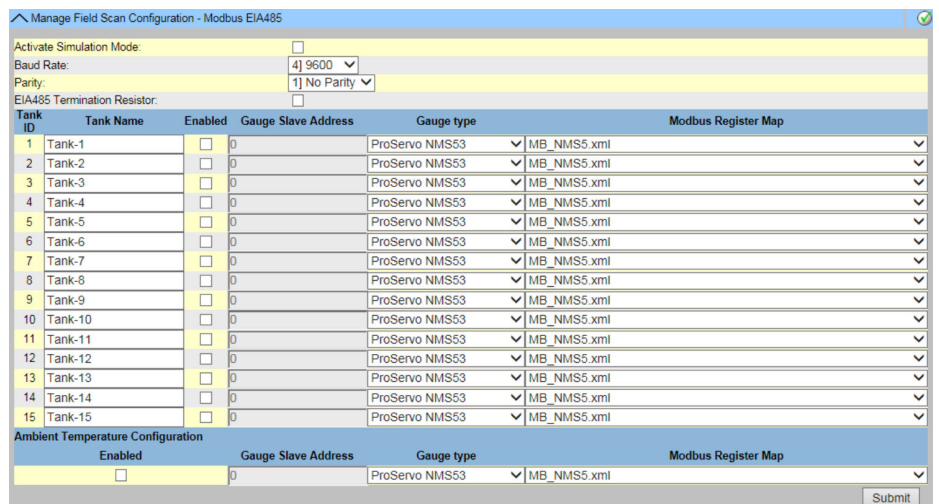 Manage Field Scan Configuration - Modbus EIA485
Activate Simulation Mode:
Baud Rate: 4] 9600
Parity: 1] No Parity
EIA485 Termination Resistor:
Tank ID Tank Name Enabled Gauge Slave Address Gauge type Modbus Register Map
1 Tank-1 0 ProServo NMS53 MB_NMS5.xml
2 Tank-2 0 ProServo NMS53 MB_NMS5.xml
3 Tank-3 0 ProServo NMS53 MB_NMS5.xml
4 Tank-4 0 ProServo NMS53 MB_NMS5.xml
5 Tank-5 0 ProServo NMS53 MB_NMS5.xml
6 Tank-6 0 ProServo NMS53 MB_NMS5.xml
7 Tank-7 0 ProServo NMS53 MB_NMS5.xml
8 Tank-8 0 ProServo NMS53 MB_NMS5.xml
9 Tank-9 0 ProServo NMS53 MB_NMS5.xml
10 Tank-10 0 ProServo NMS53 MB_NMS5.xml
11 Tank-11 0 ProServo NMS53 MB_NMS5.xml
12 Tank-12 0 ProServo NMS53 MB_NMS5.xml
13 Tank-13 0 ProServo NMS53 MB_NMS5.xml
14 Tank-14 0 ProServo NMS53 MB_NMS5.xml
15 Tank-15 0 ProServo NMS53 MB_NMS5.xml
Ambient Temperature Configuration
Enabled Gauge Slave Address Gauge type Modbus Register Map
0 ProServo NMS53 MB_NMS5.xml
Submit